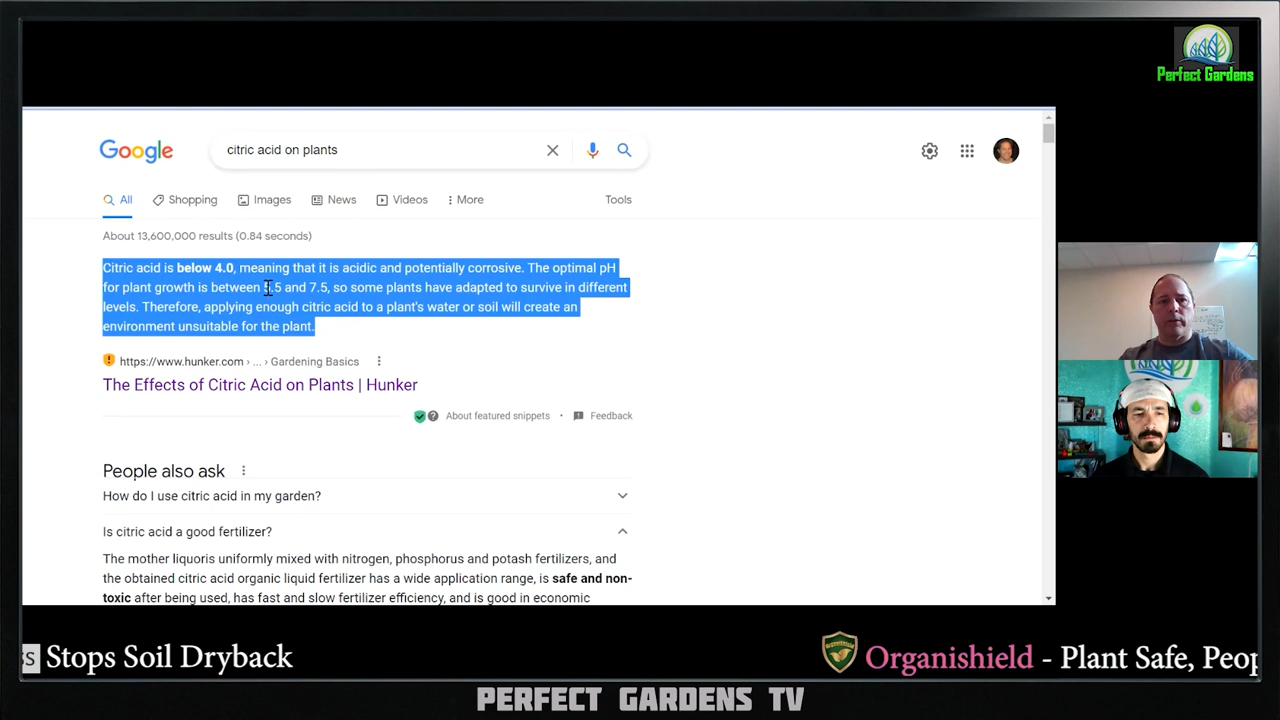 Perfect Gardens
Google
citric acid on plants
All
Shopping
Images
News
Videos
More
Tools
About 13,600,000 results (0.84 seconds)
Citric acid is below 4.0, meaning that it is acidic and potentially corrosive. The optimal pH
for plant growth is between .5 and 7.5, so some plants have adapted to survive in different
levels. Therefore, applying enough citric acid to a plant's water or soil will create an
environment unsuitable for the plant.
https://www.hunker.com › ... › Gardening Basics
The Effects of Citric Acid on Plants | Hunker
About featured snippets
Feedback
People also ask
How do I use citric acid in my garden?
Is citric acid a good fertilizer?
The mother liquoris uniformly mixed with nitrogen, phosphorus and potash fertilizers, and
the obtained citric acid organic liquid fertilizer has a wide application range, is safe and non-
toxic after being used, has fast and slow fertilizer efficiency, and is good in economic
Stops Soil Dryback
Organishield - Plant Safe,
PERFECT GARDENS TV